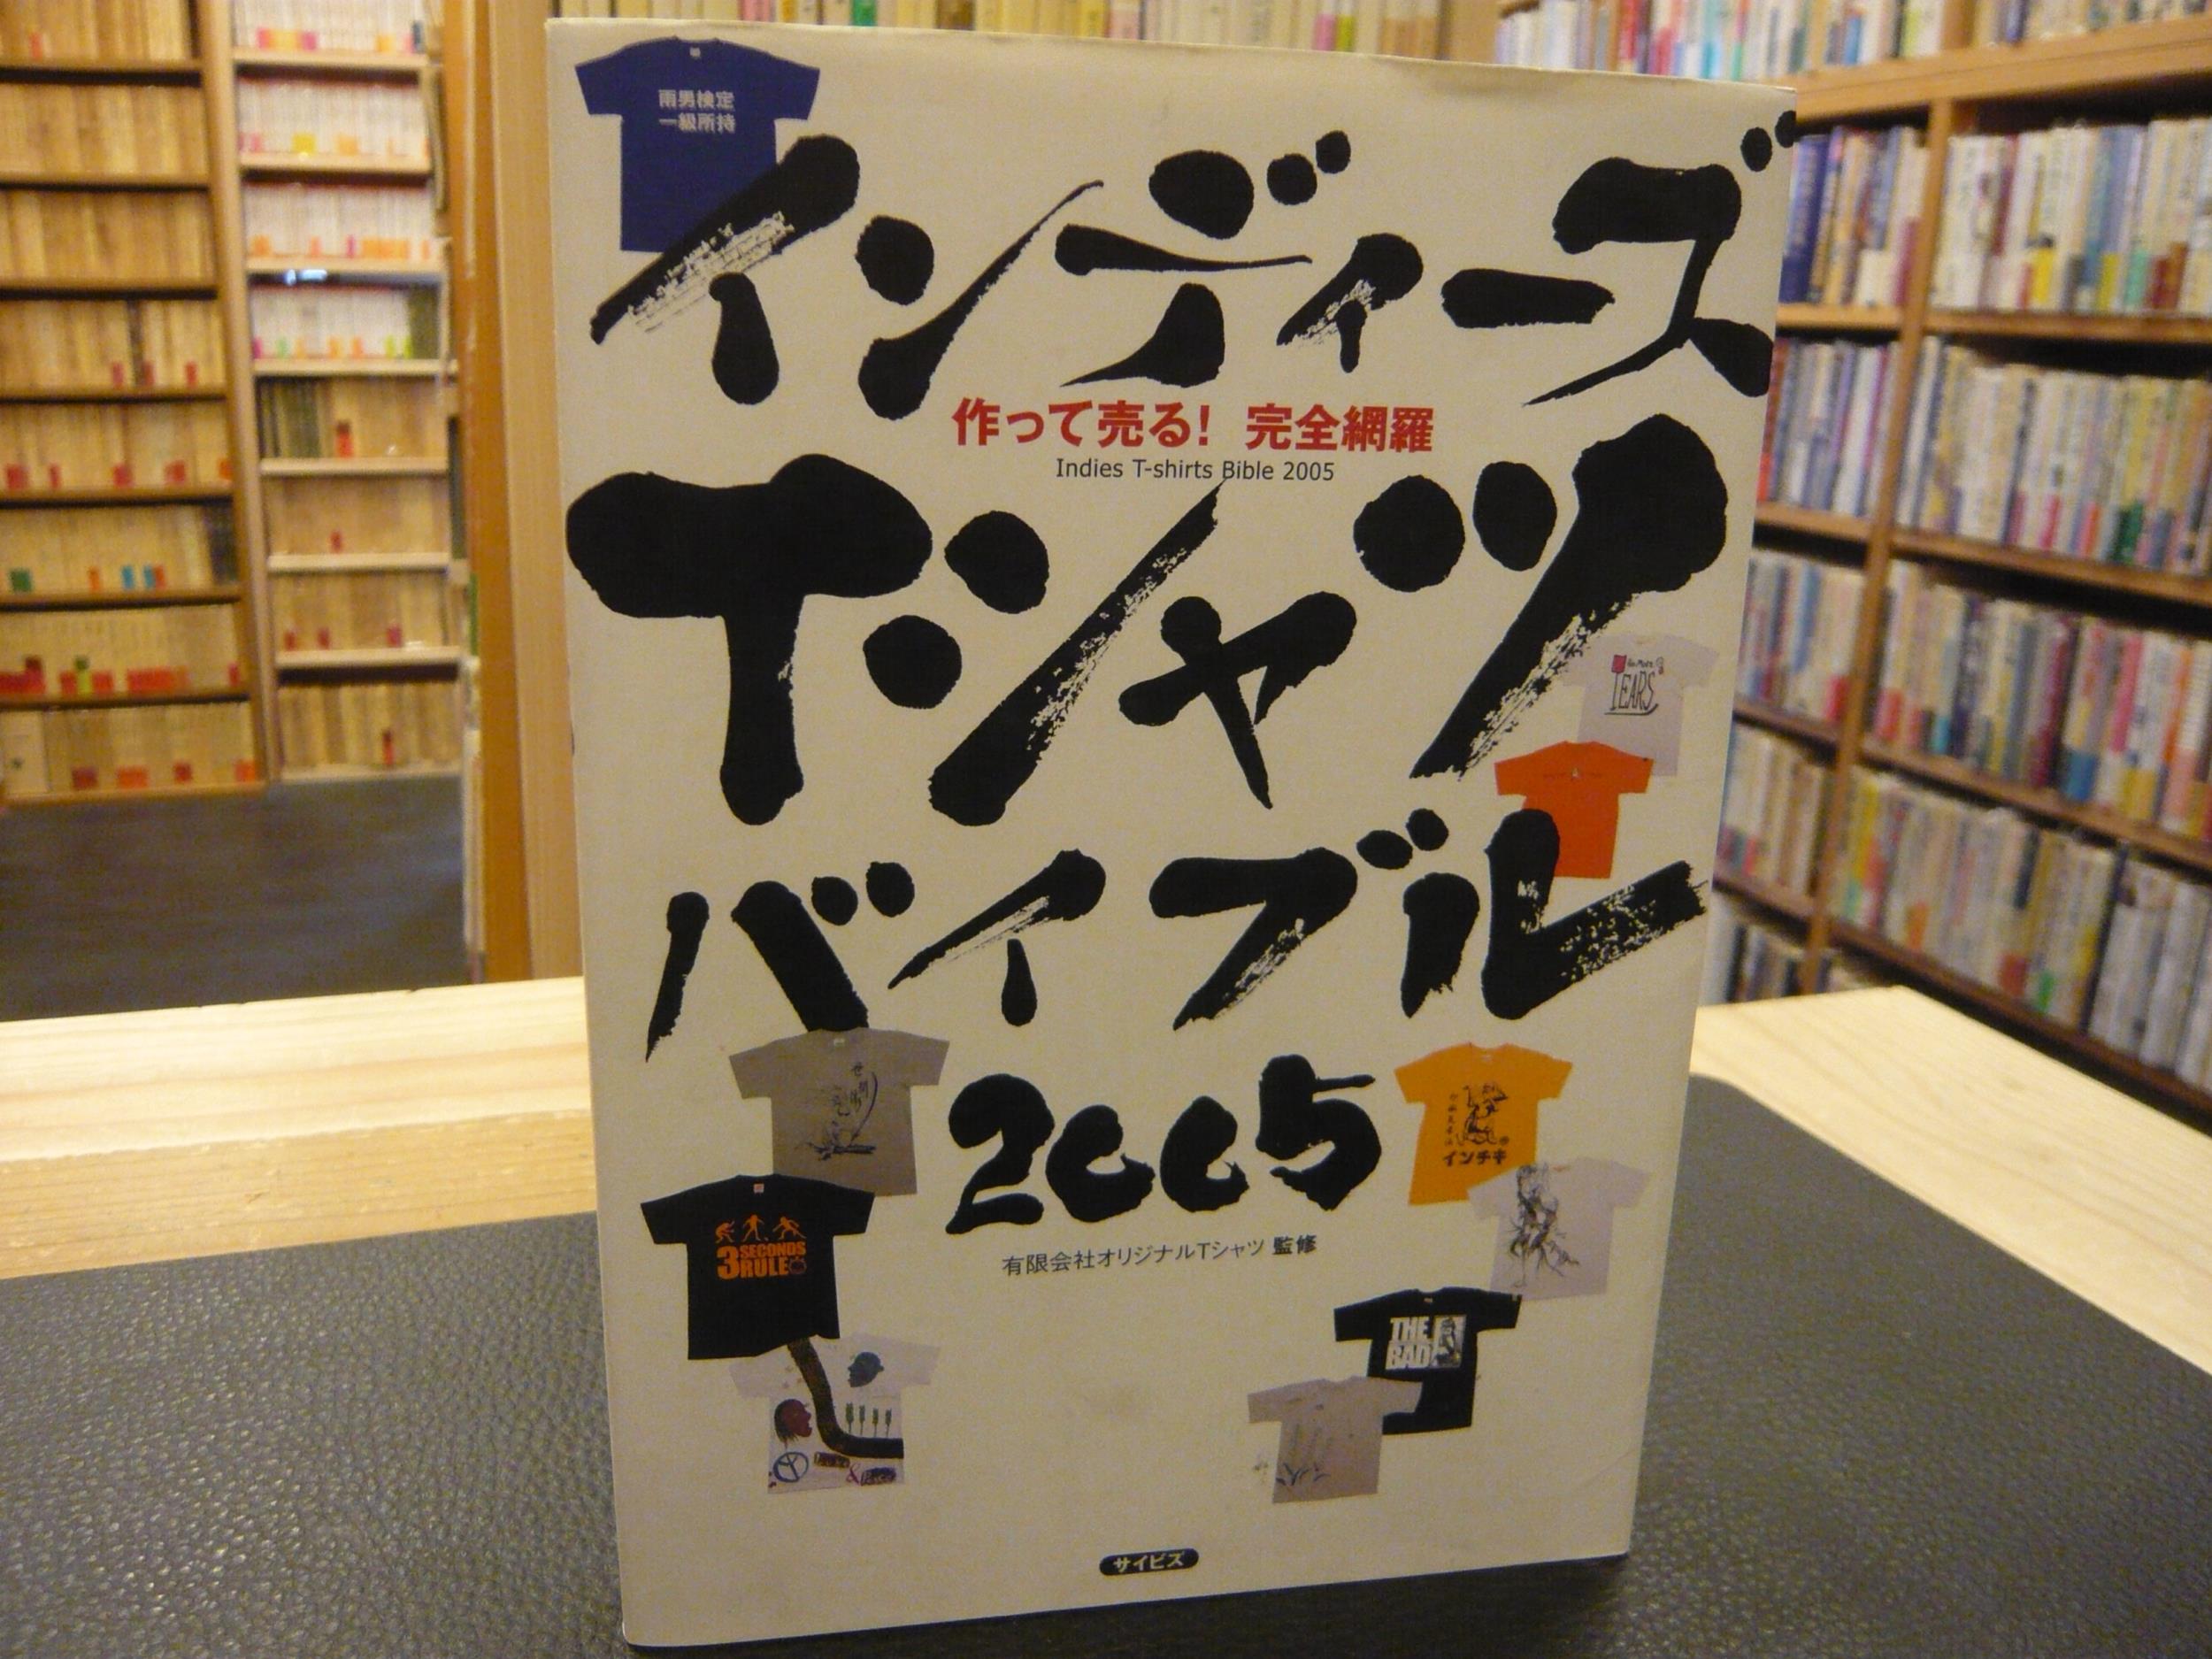 雨男検定
一級所持
インディーズ
作って売る! 完全網羅
Indies T-shirts Bible 2005
Tシャツ
TEARS
バイブル
2005
インチキ
3 SECONDS
RULE
有限会社オリジナルTシャツ 監修
THE
BAD
サイビズ